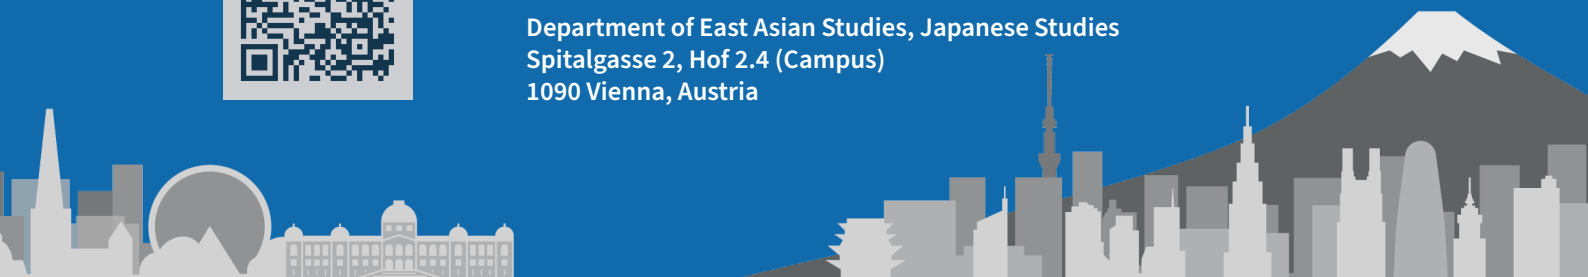 Department of East Asian Studies, Japanese Studies
Spitalgasse 2, Hof 2.4 (Campus)
1090 Vienna, Austria